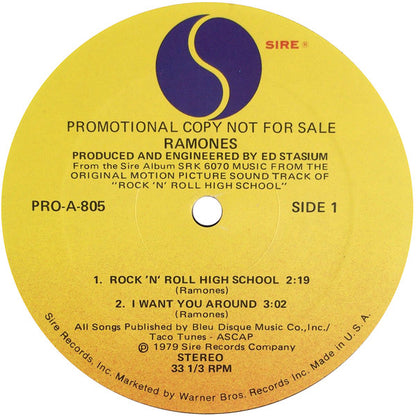 SIRE ®
PROMOTIONAL COPY NOT FOR SALE
RAMONES
PRODUCED AND ENGINEERED BY ED STASIUM
From the Sire Album SRK 6070 MUSIC FROM THE
ORIGINAL MOTION PICTURE SOUND TRACK OF
"ROCK 'N' ROLL HIGH SCHOOL"
PRO-A-805
SIDE 1
1. ROCK 'N' ROLL HIGH SCHOOL 2:19
(Ramones)
2. I WANT YOU AROUND 3:02
(Ramones)
All Songs Published by Bleu Disque Music Co., Inc./
Taco Tunes - ASCAP
℗ 1979 Sire Records Company
STEREO
33 1/3 RPM
Sire Records, Inc. Marketed by Warner Bros. Records Inc. Made in U.S.A.